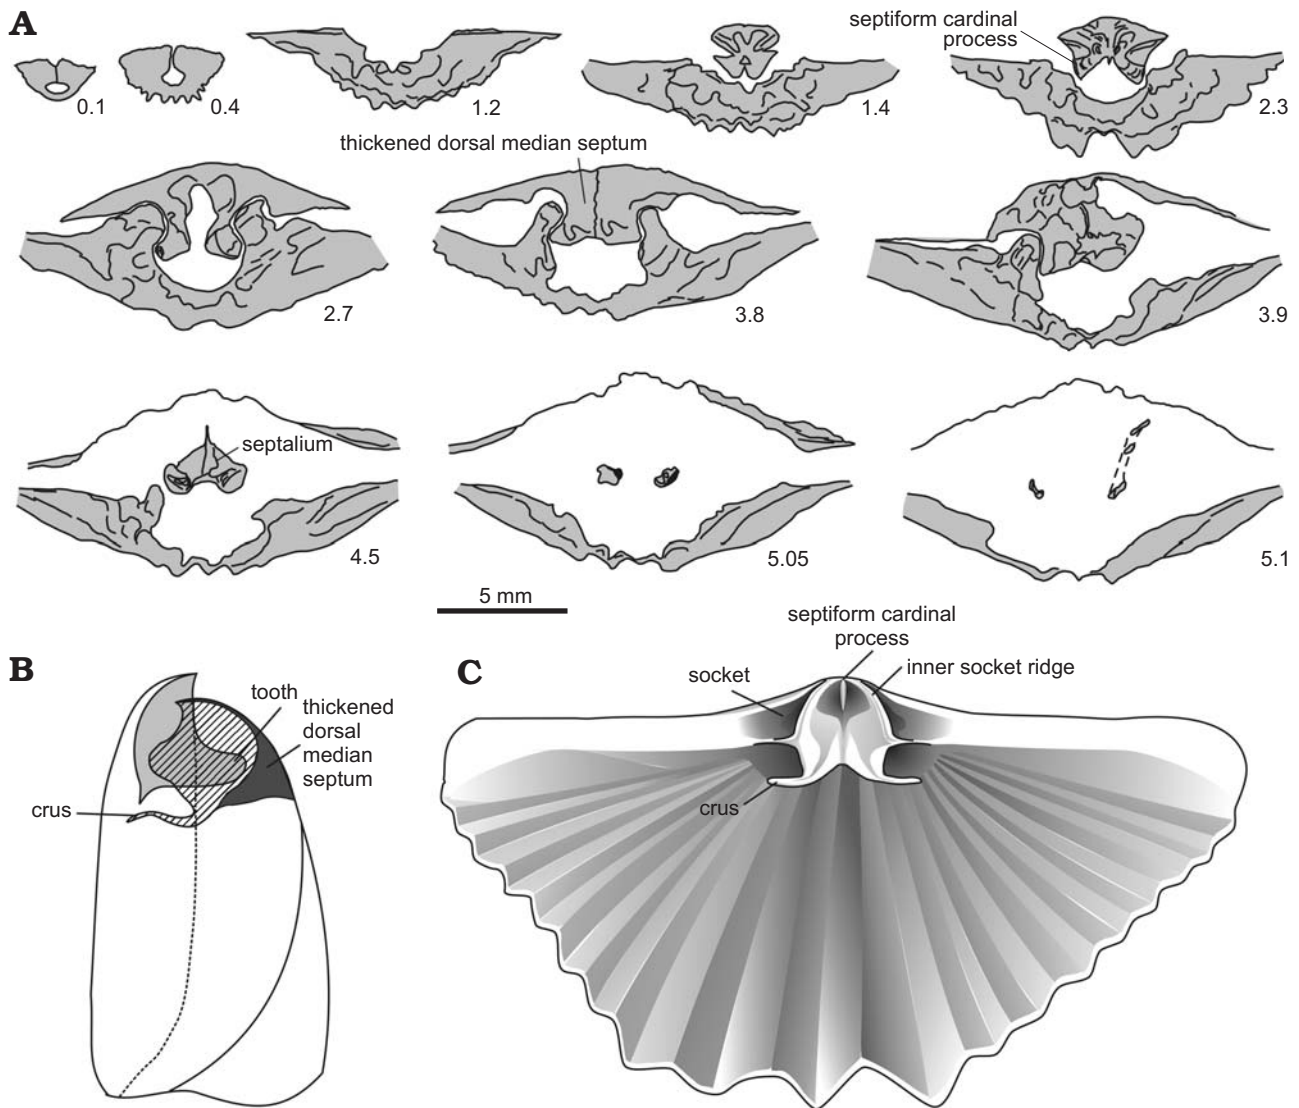 A
0.1
0.4
1.2
1.4
septiform cardinal
process
2.3
thickened dorsal median septum
2.7
3.8
3.9
septalium
4.5
5.05
5.1
5 mm
B
tooth
thickened
dorsal
median
septum
crus
C
septiform cardinal
process
socket
inner socket ridge
crus